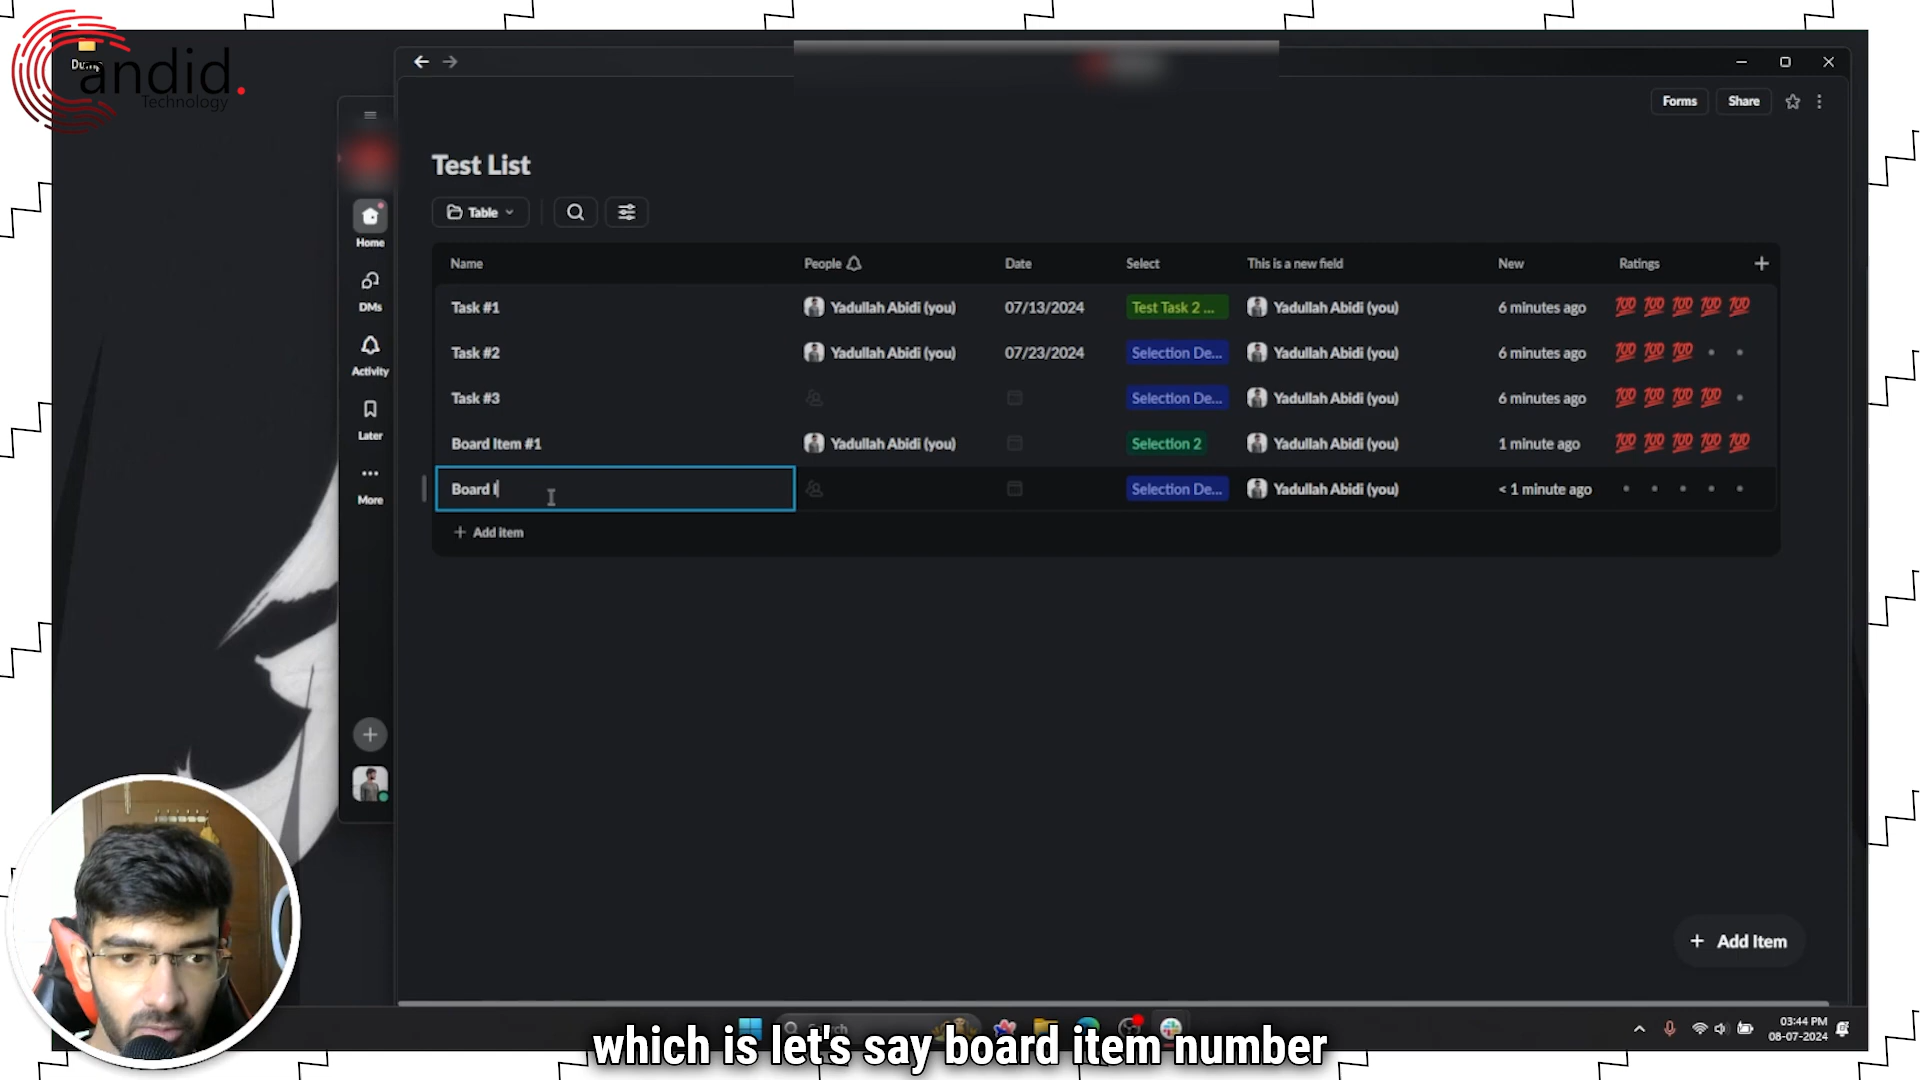 Dump
andid.
Technology
Forms
Share
Test List
Table
Home
DMs
Activity
Later
More
Name People Date Select This is a new field New Ratings
Task #1 Yadullah Abidi (you) 07/13/2024 Test Task 2 ... Yadullah Abidi (you) 6 minutes ago 💯 💯 💯 💯 💯
Task #2 Yadullah Abidi (you) 07/23/2024 Selection De... Yadullah Abidi (you) 6 minutes ago 💯 💯 💯
Task #3 Selection De... Yadullah Abidi (you) 6 minutes ago 💯 💯 💯 💯
Board Item #1 Yadullah Abidi (you) Selection 2 Yadullah Abidi (you) 1 minute ago 💯 💯 💯 💯 💯
Board I Selection De... Yadullah Abidi (you) < 1 minute ago
+ Add item
+ Add Item
03:44 PM
08-07-2024
which is let's say board item number